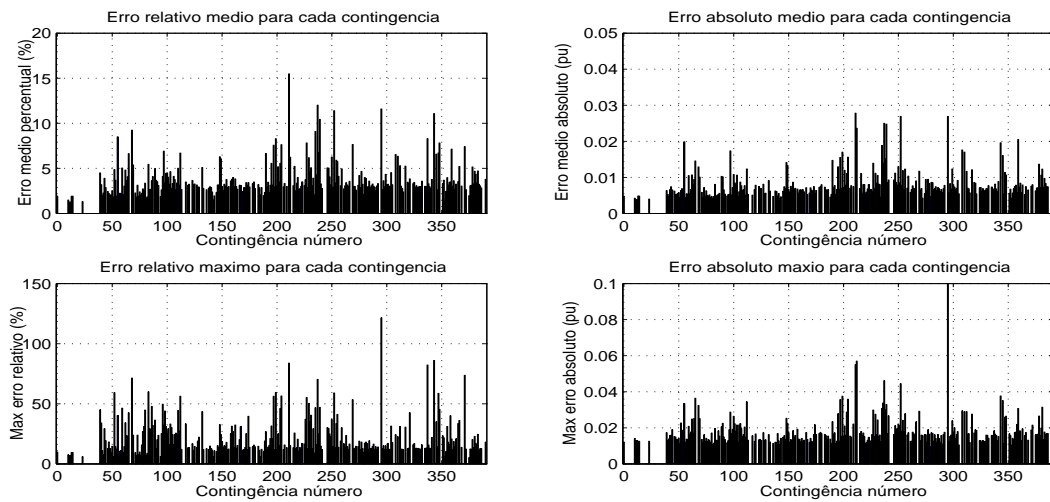 Erro relativo medio para cada contingencia
Erro medio percentual (%)
20
15
10
5
0
0 50 100 150 200 250 300 350
Contingência número
Erro absoluto medio para cada contingencia
Erro medio absoluto (pu)
0.05
0.04
0.03
0.02
0.01
0
0 50 100 150 200 250 300 350
Contingência número
Erro relativo maximo para cada contingencia
Max erro relativo (%)
150
100
50
0
0 50 100 150 200 250 300 350
Contingência número
Erro absoluto maxio para cada contingencia
Max erro absoluto (pu)
0.1
0.08
0.06
0.04
0.02
0
0 50 100 150 200 250 300 350
Contingência número